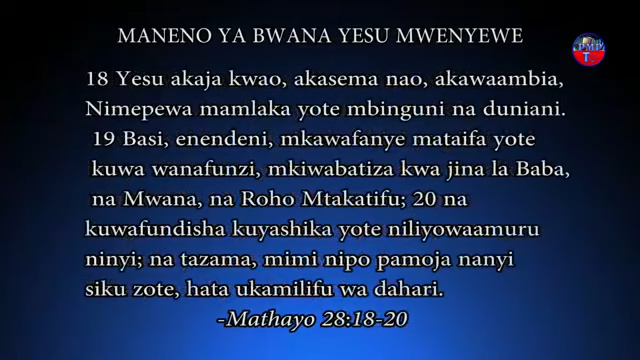 MANENO YA BWANA YESU MWENYEWE
PMP
T
18 Yesu akaja kwao, akasema nao, akawaambia,
Nimepewa mamlaka yote mbinguni na duniani.
19 Basi, enendeni, mkawafanye mataifa yote
kuwa wanafunzi, mkiwabatiza kwa jina la Baba,
na Mwana, na Roho Mtakatifu; 20 na
kuwafundisha kuyashika yote niliyowaamuru
ninyi; na tazama, mimi nipo pamoja nanyi
siku zote, hata ukamilifu wa dahari.
-Mathayo 28:18-20